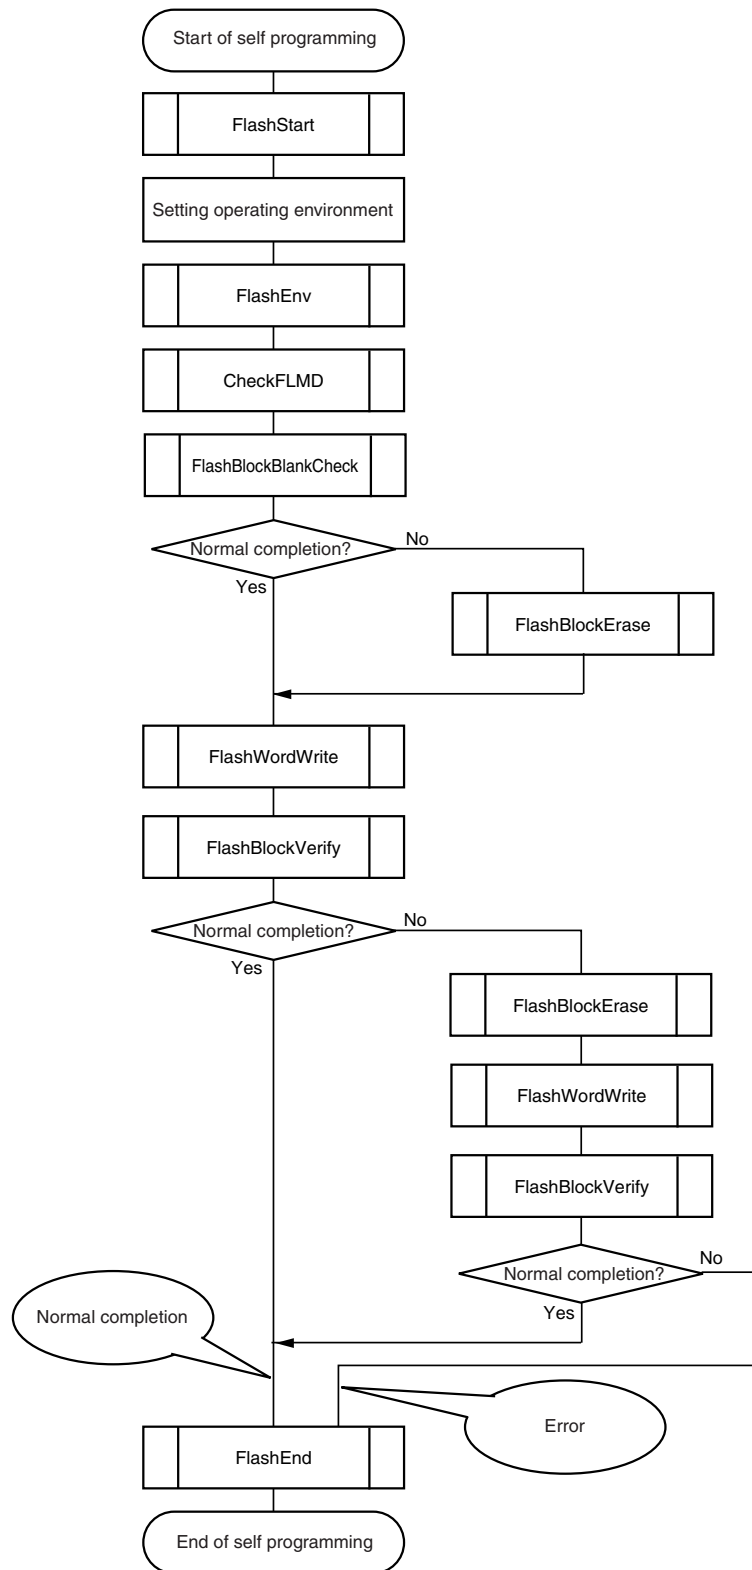 Start of self programming
FlashStart
Setting operating environment
FlashEnv
CheckFLMD
FlashBlockBlankCheck
Normal completion?
No
Yes
FlashBlockErase
FlashWordWrite
FlashBlockVerify
Normal completion?
No
Yes
FlashBlockErase
FlashWordWrite
FlashBlockVerify
Normal completion?
No
Yes
Normal completion
Error
FlashEnd
End of self programming